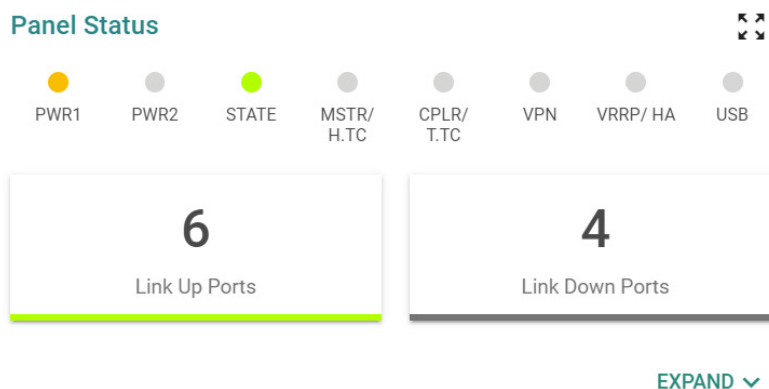 Panel Status
PWR1 PWR2 STATE MSTR/ H.TC CPLR/ T.TC VPN VRRP/ HA USB
6
Link Up Ports
4
Link Down Ports
EXPAND